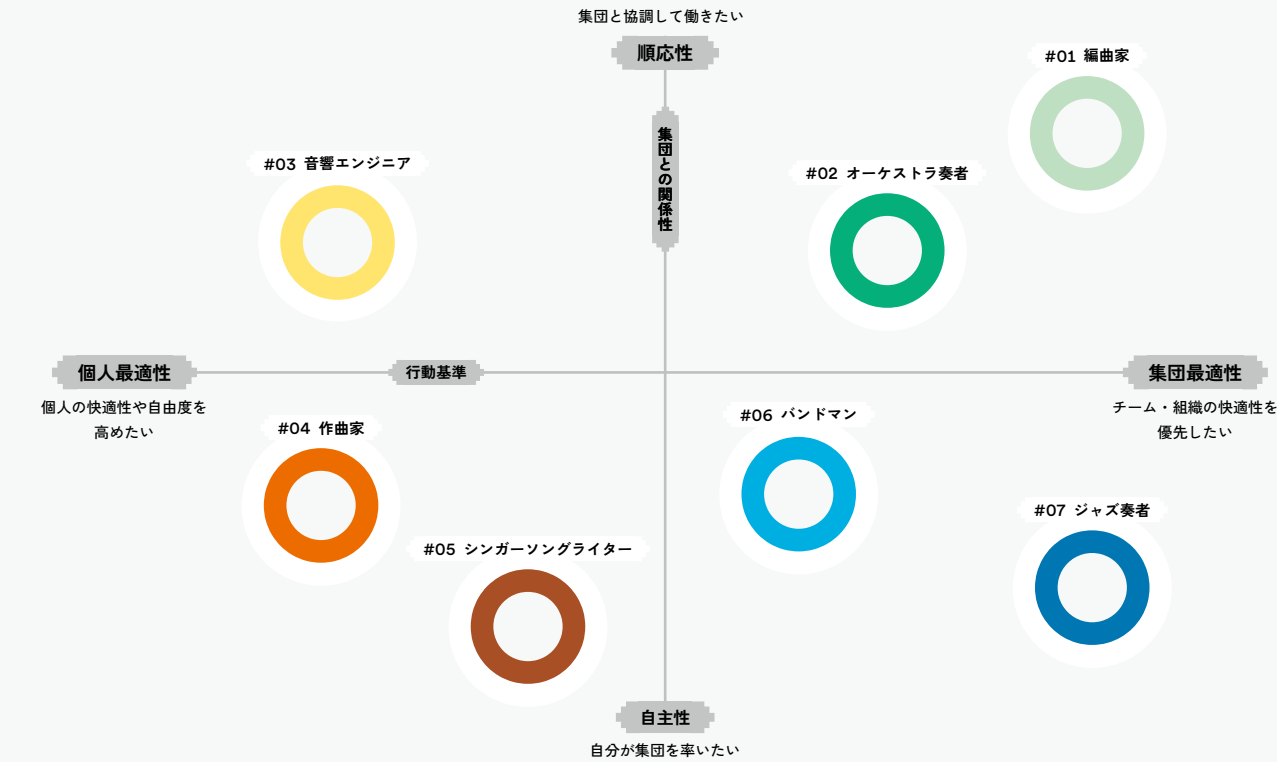 集団と協調して働きたい
順応性
#01 編曲家
集団との関係性
#03 音響エンジニア
#02 オーケストラ奏者
個人最適性
行動基準
集団最適性
個人の快適性や自由度を
高めたい
チーム・組織の快適性を
優先したい
#04 作曲家
#06 バンドマン
#07 ジャズ奏者
#05 シンガーソングライター
自主性
自分が集団を率いたい